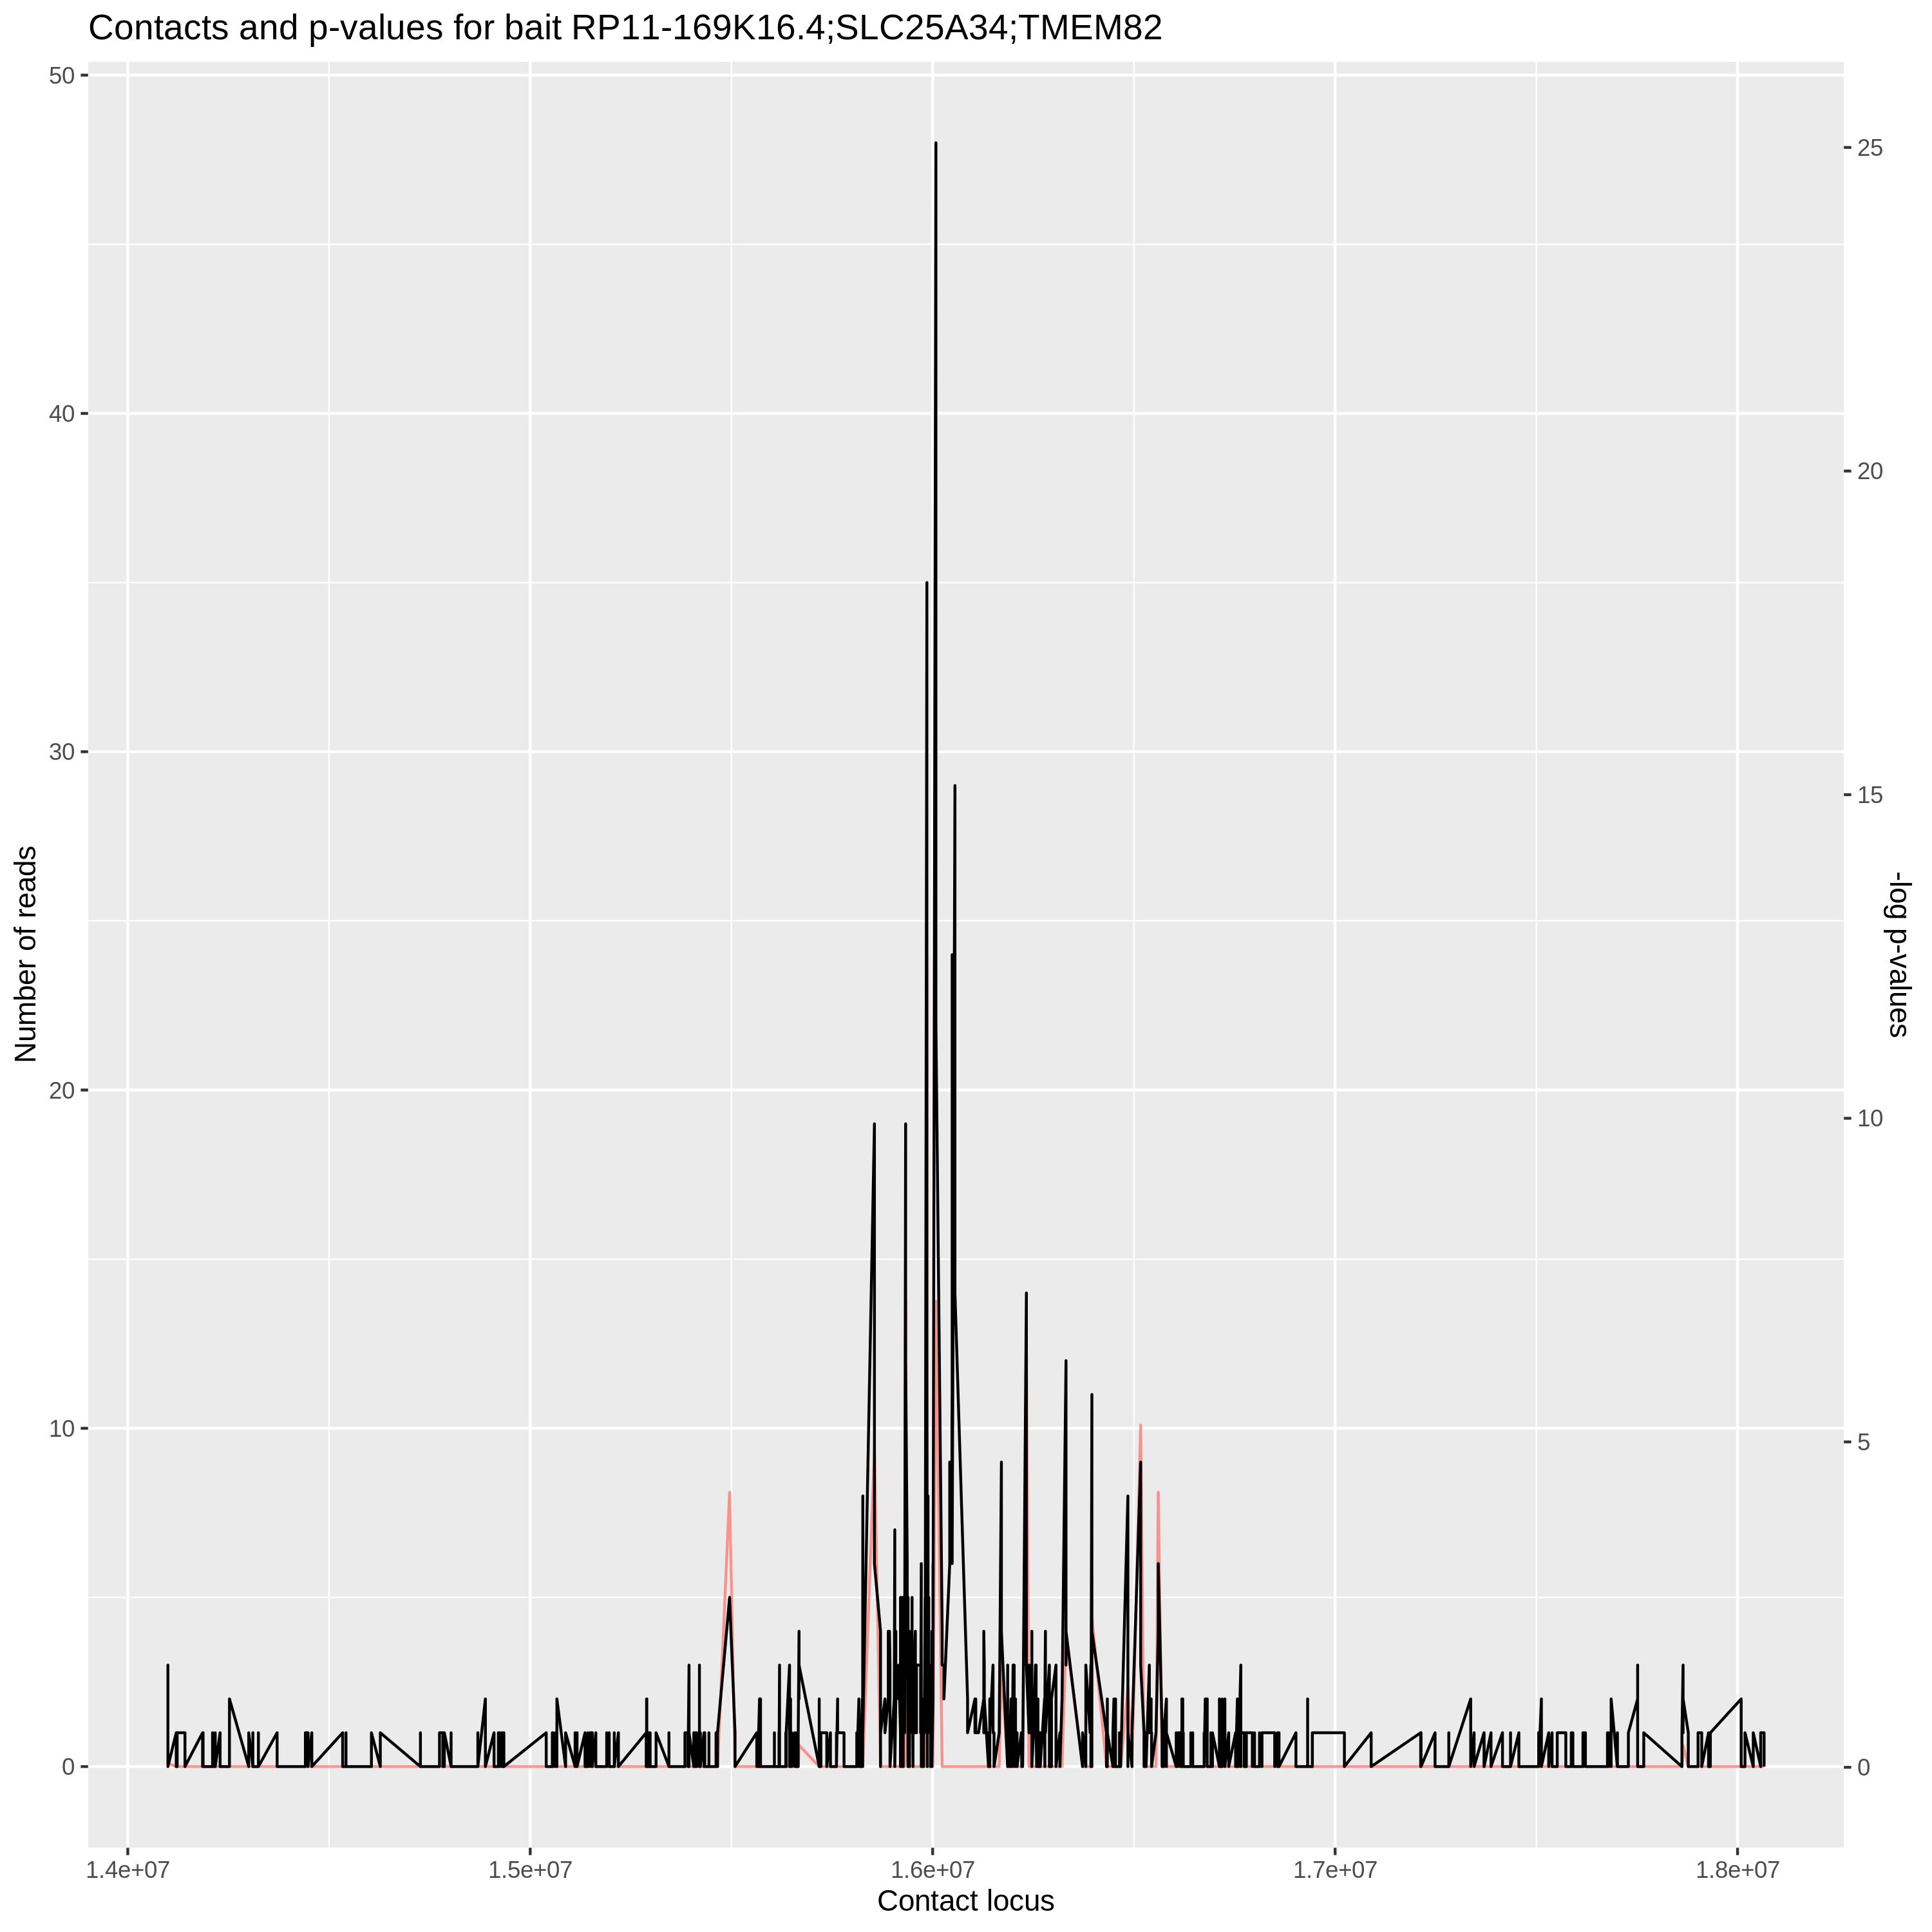 Contacts and p-values for bait RP11-169K16.4;SLC25A34;TMEM82
50
40
30
20
10
0
Number of reads
25
20
15
10
5
0
-log p-values
1.4e+07 1.5e+07 1.6e+07 1.7e+07 1.8e+07
Contact locus